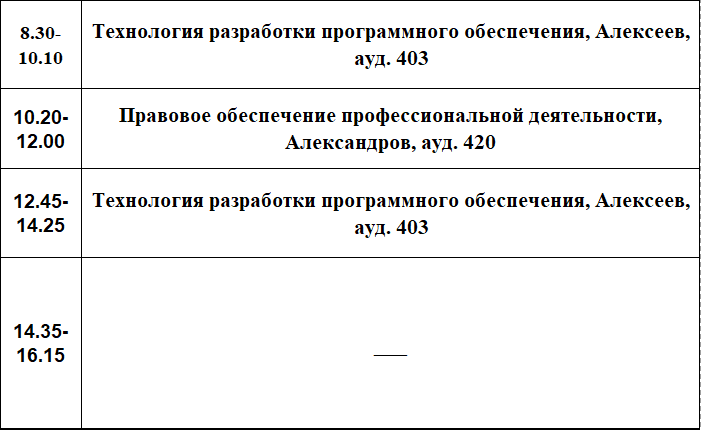 8.30-
10.10
Технология разработки программного обеспечения, Алексеев,
ауд. 403
10.20-
12.00
Правовое обеспечение профессиональной деятельности,
Александров, ауд. 420
12.45-
14.25
Технология разработки программного обеспечения, Алексеев,
ауд. 403
14.35-
16.15
___